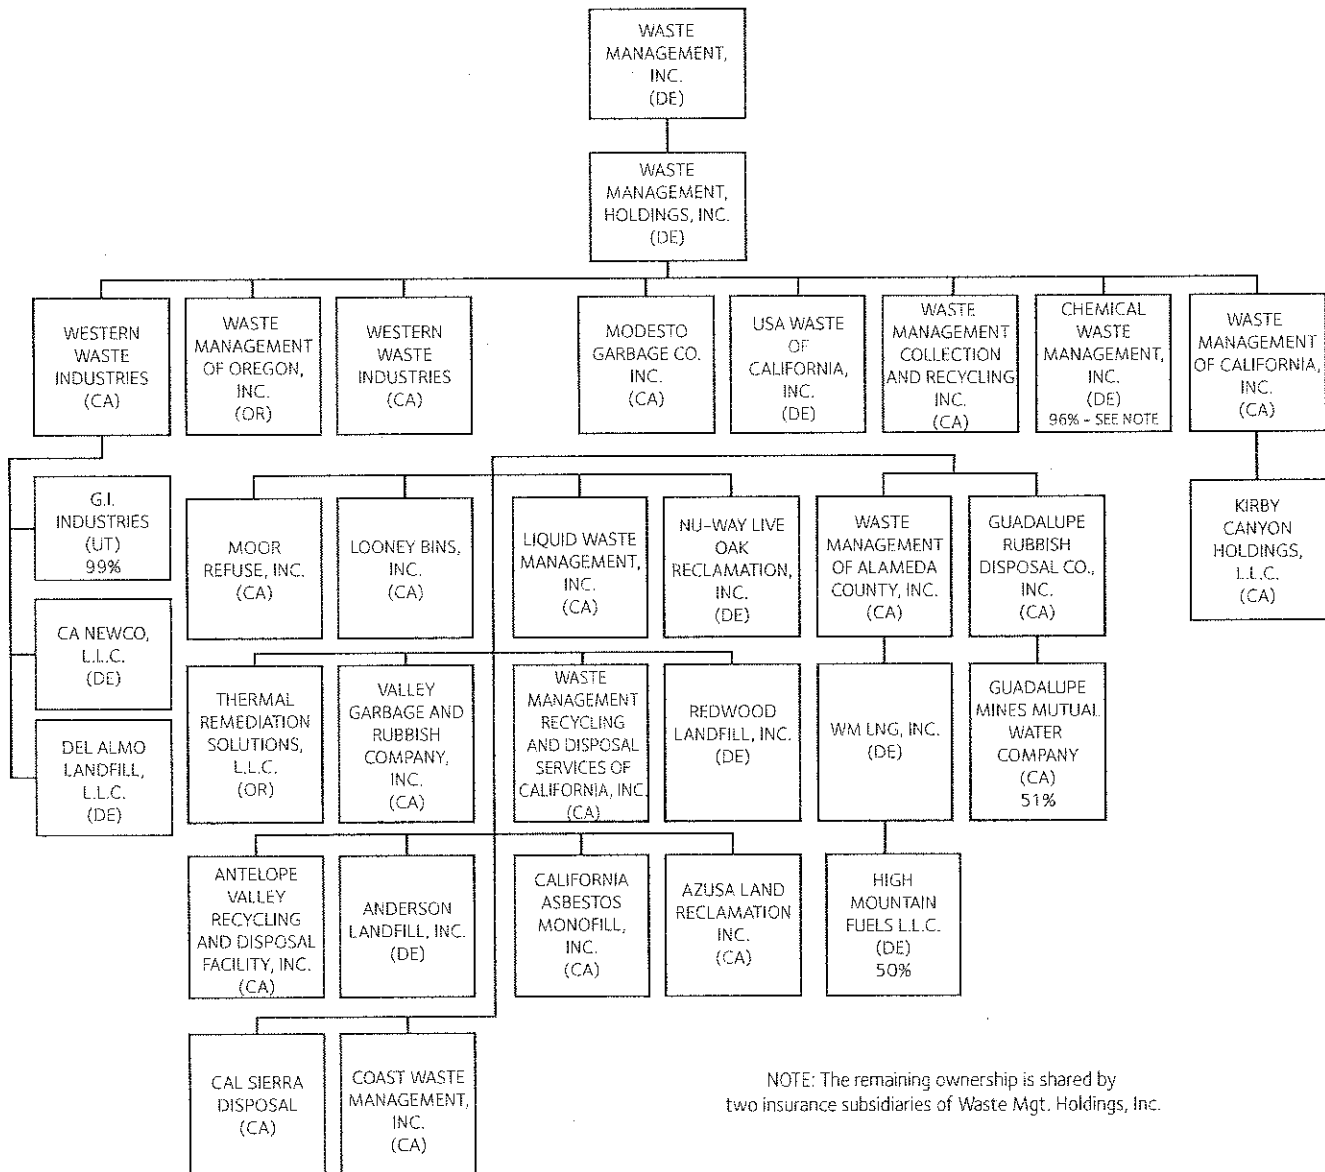 WASTE
MANAGEMENT,
INC.
(DE)
WASTE
MANAGEMENT,
HOLDINGS, INC.
(DE)
WESTERN
WASTE
INDUSTRIES
(CA)
WASTE
MANAGEMENT
OF OREGON,
INC.
(OR)
WESTERN
WASTE
INDUSTRIES
(CA)
MODESTO
GARBAGE CO.
INC.
(CA)
USA WASTE
OF
CALIFORNIA,
INC.
(DE)
WASTE
MANAGEMENT
COLLECTION
AND RECYCLING
INC.
(CA)
CHEMICAL
WASTE
MANAGEMENT,
INC.
(DE)
96% - SEE NOTE
WASTE
MANAGEMENT
OF CALIFORNIA,
INC.
(CA)
G.I.
INDUSTRIES
(UT)
99%
CA NEWCO,
L.L.C.
(DE)
DEL ALMO
LANDFILL,
L.L.C.
(DE)
MOOR
REFUSE, INC.
(CA)
LOONEY BINS,
INC.
(CA)
LIQUID WASTE
MANAGEMENT,
INC.
(CA)
NU-WAY LIVE
OAK
RECLAMATION,
INC.
(DE)
WASTE
MANAGEMENT
OF ALAMEDA
COUNTY, INC.
(CA)
GUADALUPE
RUBBISH
DISPOSAL CO.,
INC.
(CA)
KIRBY
CANYON
HOLDINGS,
L.L.C.
(CA)
THERMAL
REMEDIATION
SOLUTIONS,
L.L.C.
(OR)
VALLEY
GARBAGE AND
RUBBISH
COMPANY,
INC.
(CA)
WASTE
MANAGEMENT
RECYCLING
AND DISPOSAL
SERVICES OF
CALIFORNIA, INC.
(CA)
REDWOOD
LANDFILL, INC.
(DE)
WM LNG, INC.
(DE)
GUADALUPE
MINES MUTUAL
WATER
COMPANY
(CA)
51%
ANTELOPE
VALLEY
RECYCLING
AND DISPOSAL
FACILITY, INC.
(CA)
ANDERSON
LANDFILL, INC.
(DE)
CALIFORNIA
ASBESTOS
MONOFILL,
INC.
(CA)
AZUSA LAND
RECLAMATION
INC.
(CA)
HIGH
MOUNTAIN
FUELS L.L.C.
(DE)
50%
CAL SIERRA
DISPOSAL
(CA)
COAST WASTE
MANAGEMENT,
INC.
(CA)
NOTE: The remaining ownership is shared by
two insurance subsidiaries of Waste Mgt. Holdings, Inc.